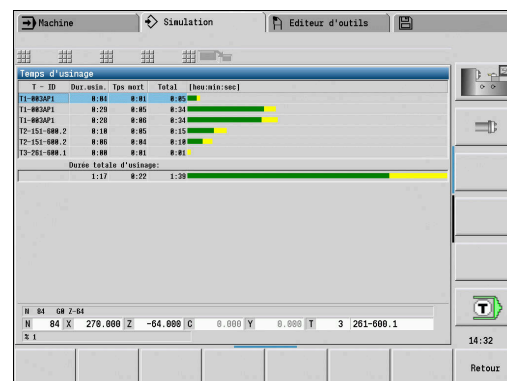 Machine
Simulation
Editeur d'outils
Temps d'usinage
T - ID Dur.usin. Tps mort Total [heu:min:sec]
T1-003AP1 0:04 0:01 0:05
T1-003AP1 0:29 0:05 0:34
T1-003AP1 0:28 0:06 0:34
T2-151-600.2 0:10 0:05 0:15
T2-151-600.2 0:06 0:04 0:10
T3-261-600.1 0:00 0:01 0:01
Durée totale d'usinage:
1:17 0:22 1:39
N 84 G0 Z-64
N 84 X 270.000 Z -64.000 C 0.000 Y 0.000 T 3 261-600.1
% 1
T
14:32
Retour